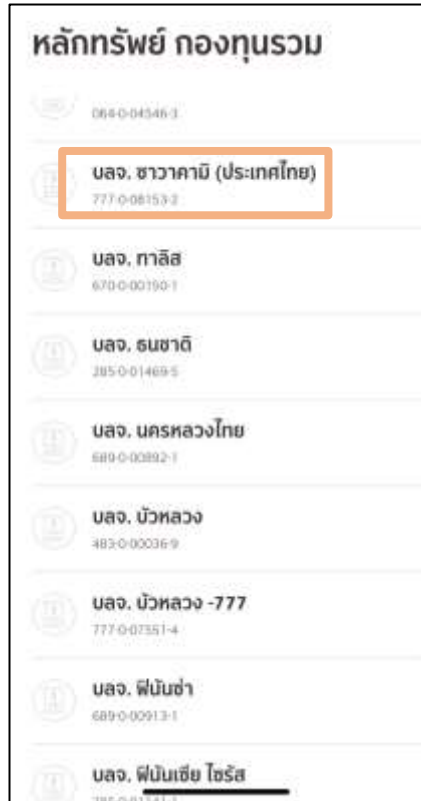 หลักทรัพย์ กองทุนรวม
064-0-04546-3
บลจ. ซาวาคามิ (ประเทศไทย)
777-0-08153-2
บลจ. ทาลิส
670-0-00190-1
บลจ. ธนชาติ
285-0-01469-5
บลจ. นครหลวงไทย
689-0-00892-1
บลจ. บัวหลวง
483-0-00036-9
บลจ. บัวหลวง -777
777-0-07551-4
บลจ. ฟินันซ่า
689-0-00913-1
บลจ. ฟินันเซีย ไซรัส